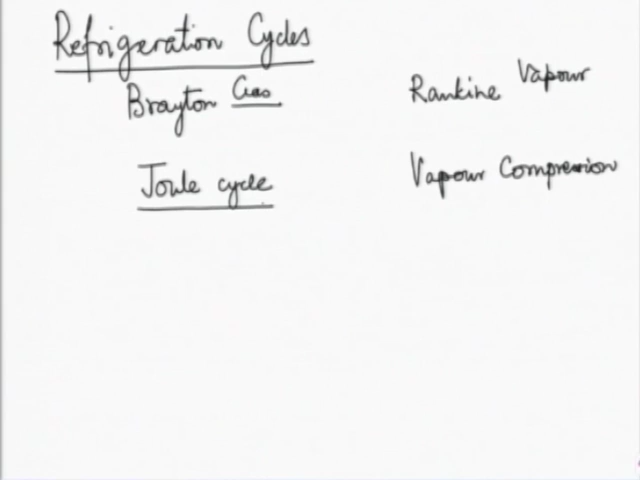 Refrigeration Cycles
Brayton Gas
Rankine Vapour
Joule cycle
Vapour Compression